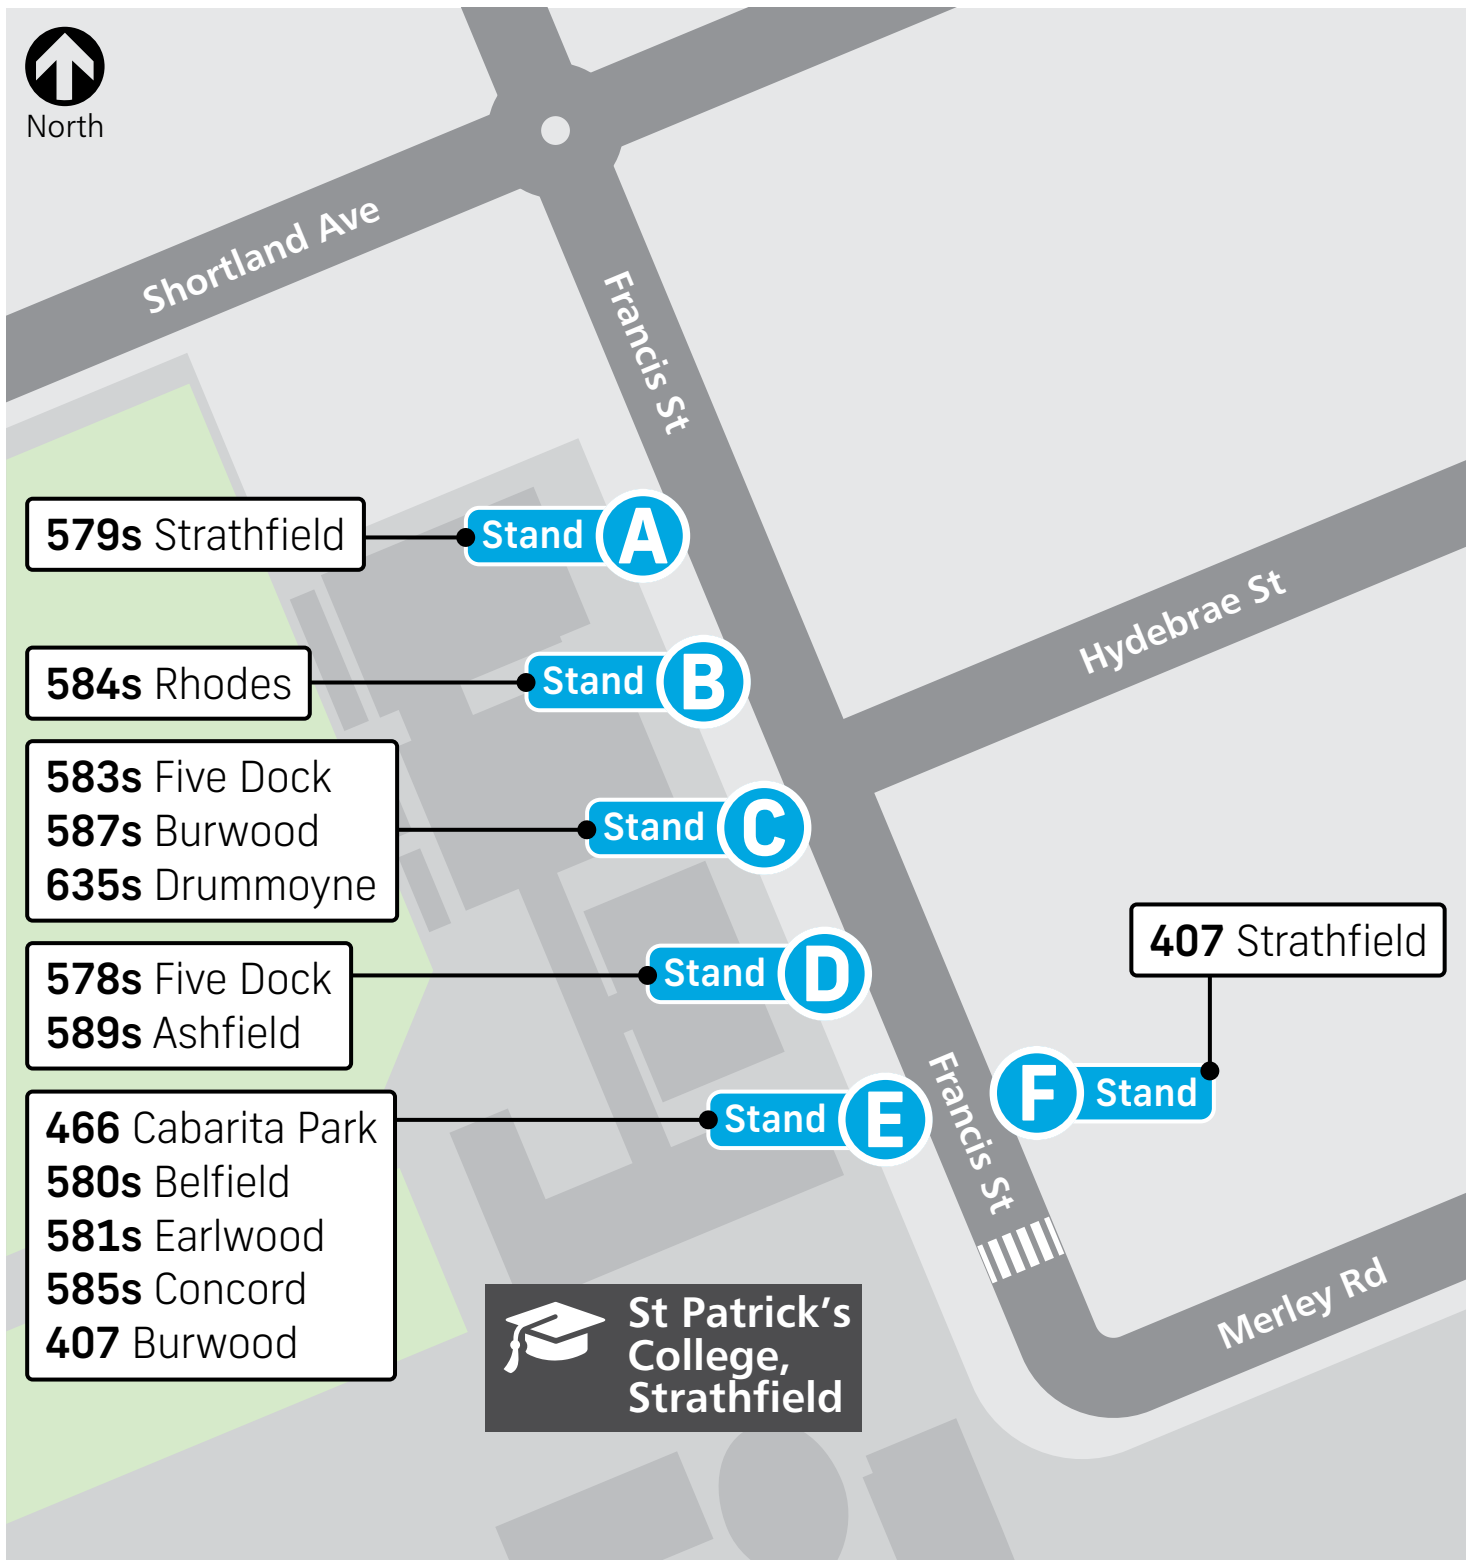 North
Shortland Ave
Francis St
579s Strathfield
Stand A
Hydebrae St
584s Rhodes
Stand B
583s Five Dock
587s Burwood
635s Drummoyne
Stand C
407 Strathfield
578s Five Dock
589s Ashfield
Stand D
F Stand
Francis St
466 Cabarita Park
580s Belfield
581s Earlwood
585s Concord
407 Burwood
Stand E
Merley Rd
St Patrick's
College,
Strathfield